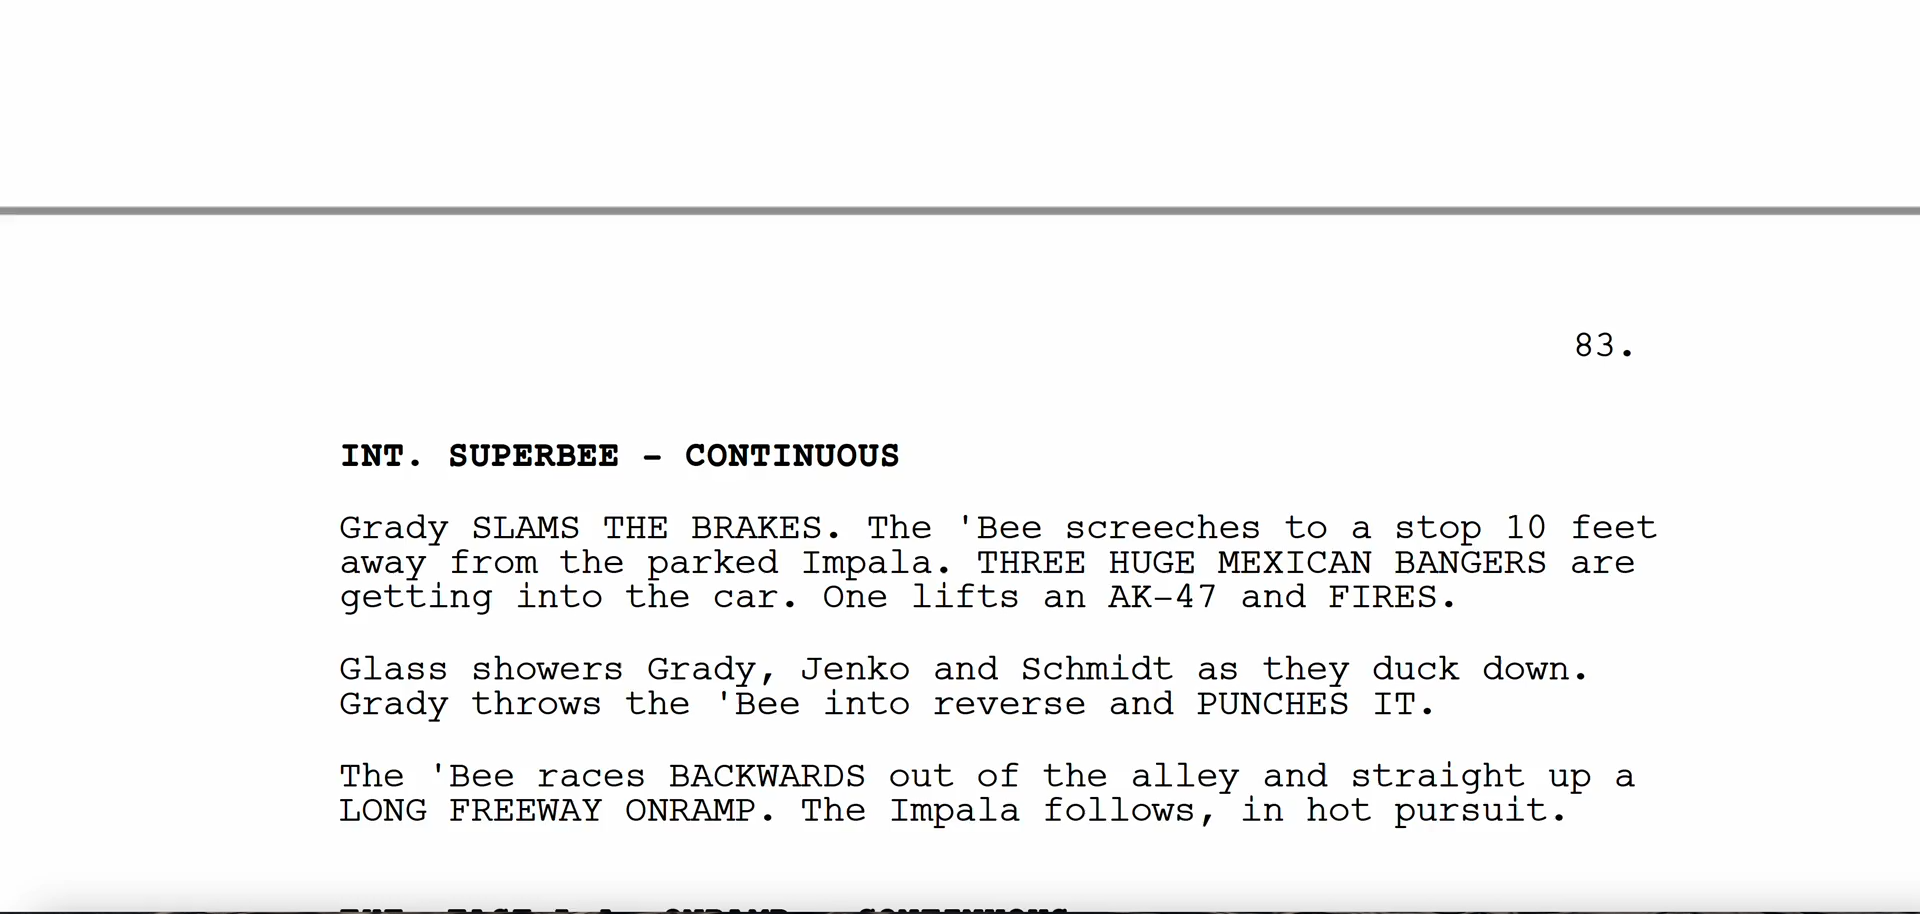 83.
INT. SUPERBEE - CONTINUOUS
Grady SLAMS THE BRAKES. The 'Bee screeches to a stop 10 feet
away from the parked Impala. THREE HUGE MEXICAN BANGERS are
getting into the car. One lifts an AK-47 and FIRES.
Glass showers Grady, Jenko and Schmidt as they duck down.
Grady throws the 'Bee into reverse and PUNCHES IT.
The 'Bee races BACKWARDS out of the alley and straight up a
LONG FREEWAY ONRAMP. The Impala follows, in hot pursuit.